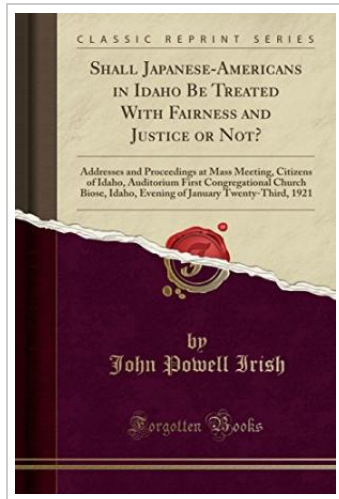 CLASSIC REPRINT SERIES
SHALL JAPANESE-AMERICANS
IN IDAHO BE TREATED
WITH FAIRNESS AND
JUSTICE OR NOT?
Addresses and Proceedings at Mass Meeting, Citizens
of Idaho, Auditorium First Congregational Church
Biose, Idaho, Evening of January Twenty-Third, 1921
by
John Powell Irish
Forgotten Books